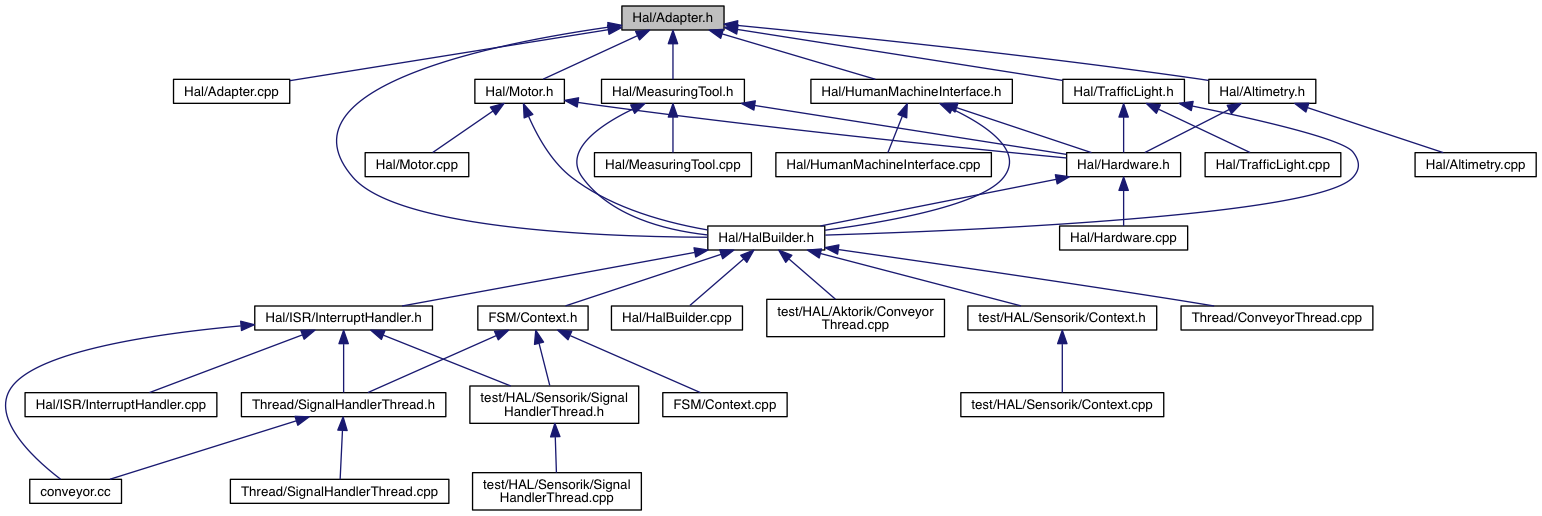 Hal/Adapter.h
Hal/Adapter.cpp
Hal/Motor.h
Hal/MeasuringTool.h
Hal/HumanMachineInterface.h
Hal/TrafficLight.h
Hal/Altimetry.h
Hal/Motor.cpp
Hal/MeasuringTool.cpp
Hal/HumanMachineInterface.cpp
Hal/Hardware.h
Hal/TrafficLight.cpp
Hal/Altimetry.cpp
Hal/HalBuilder.h
Hal/Hardware.cpp
Hal/ISR/InterruptHandler.h
FSM/Context.h
Hal/HalBuilder.cpp
test/HAL/Aktorik/Conveyor
Thread.cpp
test/HAL/Sensorik/Context.h
Thread/ConveyorThread.cpp
Hal/ISR/InterruptHandler.cpp
Thread/SignalHandlerThread.h
test/HAL/Sensorik/Signal
HandlerThread.h
FSM/Context.cpp
test/HAL/Sensorik/Context.cpp
conveyor.cc
Thread/SignalHandlerThread.cpp
test/HAL/Sensorik/Signal
HandlerThread.cpp